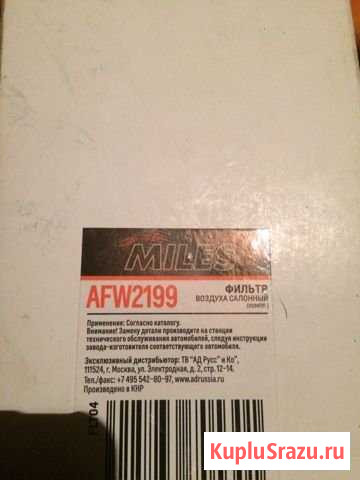 MILES
AFW2199
ФИЛЬТР
ВОЗДУХА САЛОННЫЙ
Применение: Согласно каталогу.
Внимание! Замену детали производите на станции
технического обслуживания автомобилей, следуя инструкции
завода-изготовителя соответствующего автомобиля.
Эксклюзивный дистрибьютор: ТВ "АД Русс" и Ко",
111524, г. Москва, ул. Электродная, д. 2, стр. 12-14.
Тел./факс: +7 495 542-80-97, www.adrussia.ru
Произведено в КНР
FL104
KupluSrazu.ru